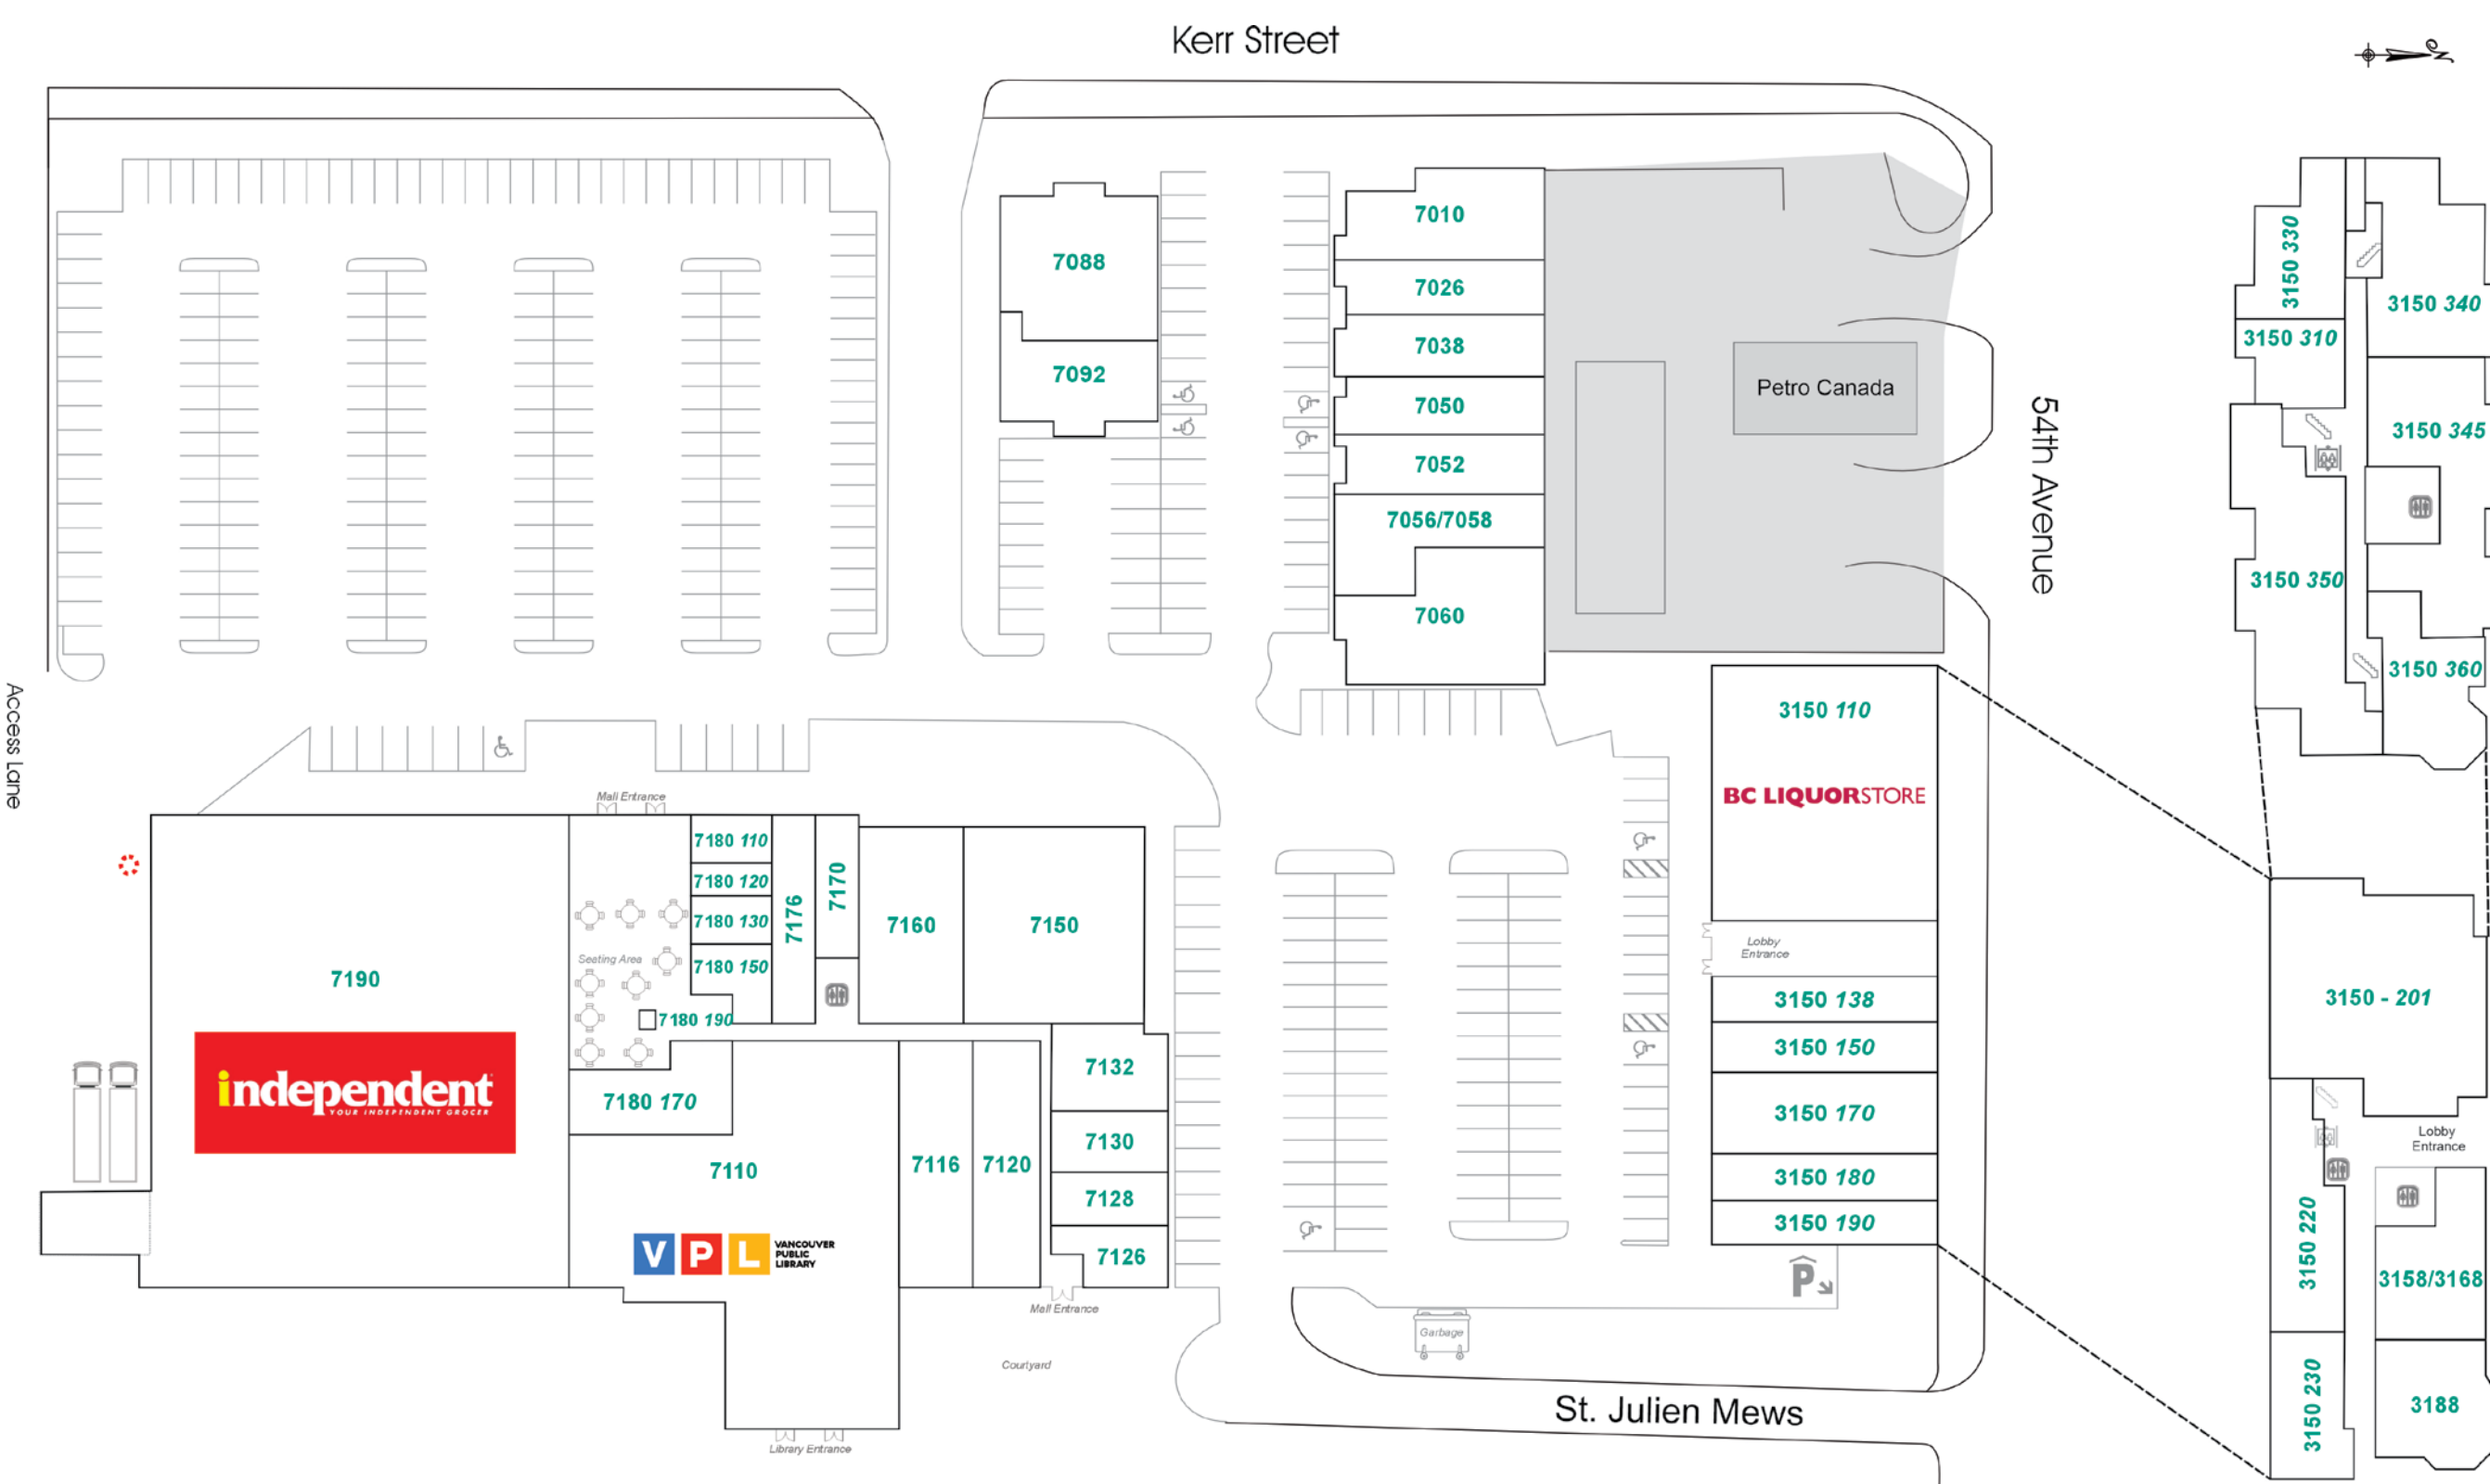 Kerr Street
No
7010
3150 330
7088
7026
3150 340
3150 310
7038
7092
Petro Canada
7050
54th Avenue
3150 345
7052
7056/7058
3150 350
7060
3150 360
Access Lane
3150 110
BC LIQUORSTORE
Mall Entrance
7180 110
7180 120
7180 130
7180 150
7180 190
7176
7170
7160
7150
Seating Area
7190
independent
YOUR INDEPENDENT GROCER
Lobby
Entrance
3150 138
3150 - 201
3150 150
7132
7180 170
3150 170
7130
Lobby
Entrance
7110
7116
7120
3150 180
7128
3150 190
3150 220
VPL
VANCOUVER
PUBLIC
LIBRARY
7126
P
3158/3168
Mall Entrance
Garbage
Courtyard
3150 230
St. Julien Mews
3188
Library Entrance